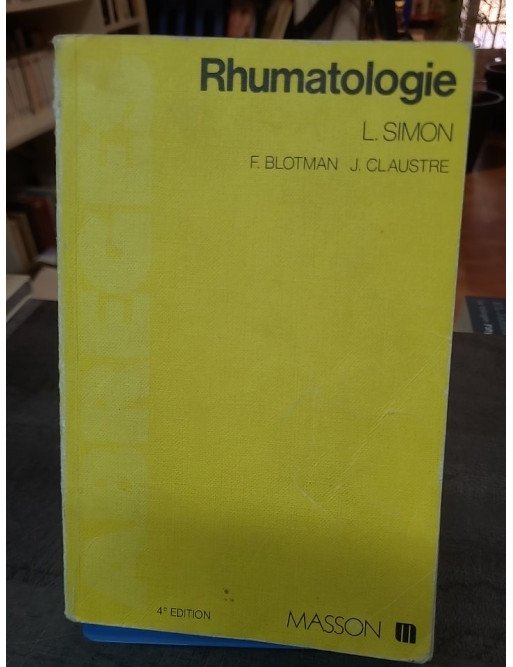 Rhumatologie
L. SIMON
F. BLOTMAN J. CLAUSTRE
ABREGES
4e EDITION
MASSON m